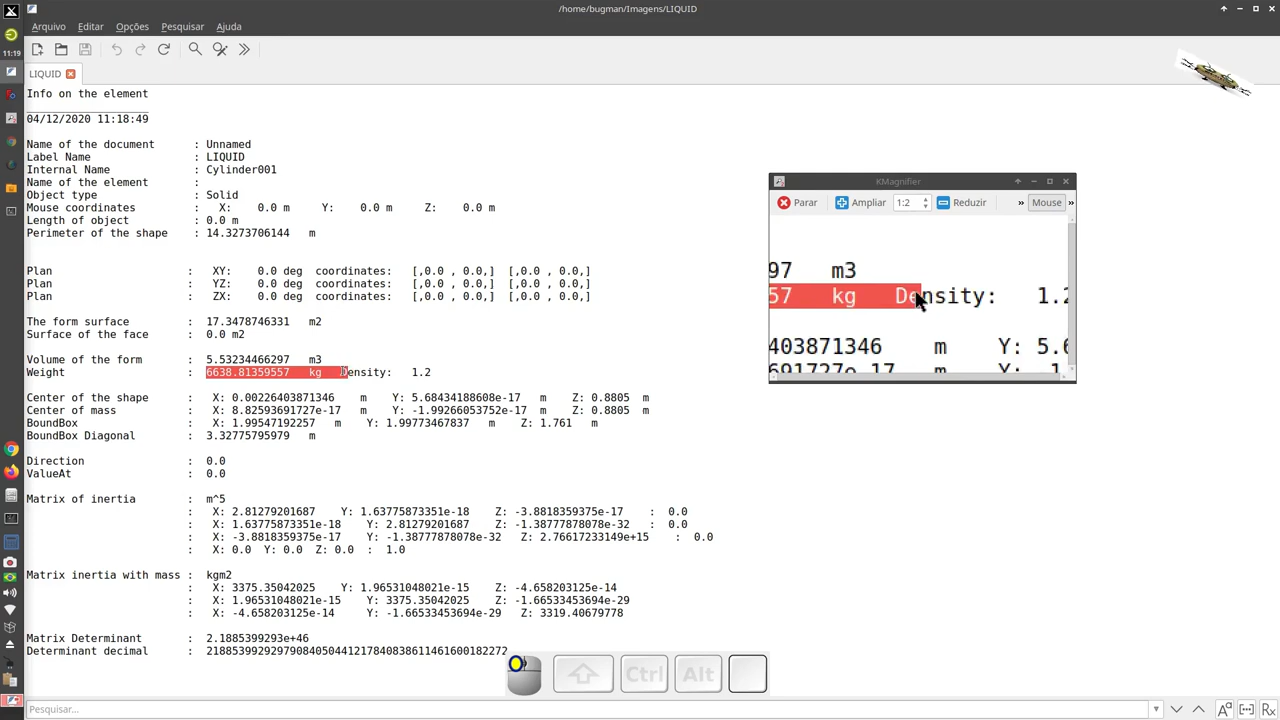 /home/bugman/Imagens/LIQUID
Arquivo Editar Opções Pesquisar Ajuda
11:19
LIQUID
Info on the element
04/12/2020 11:18:49
Name of the document : Unnamed
Label Name : LIQUID
Internal Name : Cylinder001
Name of the element :
Object type : Solid
Mouse coordinates : X: 0.0 m Y: 0.0 m Z: 0.0 m
Length of object : 0.0 m
Perimeter of the shape : 14.3273706144 m
Plan : XY: 0.0 deg coordinates: [,0.0 , 0.0,] [,0.0 , 0.0,]
Plan : YZ: 0.0 deg coordinates: [,0.0 , 0.0,] [,0.0 , 0.0,]
Plan : ZX: 0.0 deg coordinates: [,0.0 , 0.0,] [,0.0 , 0.0,]
The form surface : 17.3478746331 m2
Surface of the face : 0.0 m2
Volume of the form : 5.53234466297 m3
Weight : 6638.81359557 kg Density: 1.2
Center of the shape : X: 0.00226403871346 m Y: 5.68434188608e-17 m Z: 0.8805 m
Center of mass : X: 8.82593691727e-17 m Y: -1.99266053752e-17 m Z: 0.8805 m
BoundBox : X: 1.99547192257 m Y: 1.99773467837 m Z: 1.761 m
BoundBox Diagonal : 3.32775795979 m
Direction : 0.0
ValueAt : 0.0
Matrix of inertia : m^5
: X: 2.81279201687 Y: 1.63775873351e-18 Z: -3.8818359375e-17 : 0.0
: X: 1.63775873351e-18 Y: 2.81279201687 Z: -1.38777878078e-32 : 0.0
: X: -3.8818359375e-17 Y: -1.38777878078e-32 Z: 2.76617233149e+15 : 0.0
: X: 0.0 Y: 0.0 Z: 0.0 : 1.0
Matrix inertia with mass : kgm2
: X: 3375.35042025 Y: 1.96531048021e-15 Z: -4.658203125e-14
: X: 1.96531048021e-15 Y: 3375.35042025 Z: -1.66533453694e-29
: X: -4.658203125e-14 Y: -1.66533453694e-29 Z: 3319.40679778
Matrix Determinant : 2.1885399293e+46
Determinant decimal : 21885399292979084050441217840838611461600182272
KMagnifier
Parar Ampliar 1:2 Reduzir » Mouse »
97 m3
57 kg Density: 1.2
403871346 m Y: 5.6
691727e-17 m Y: -1
Ctrl Alt
Pesquisar...